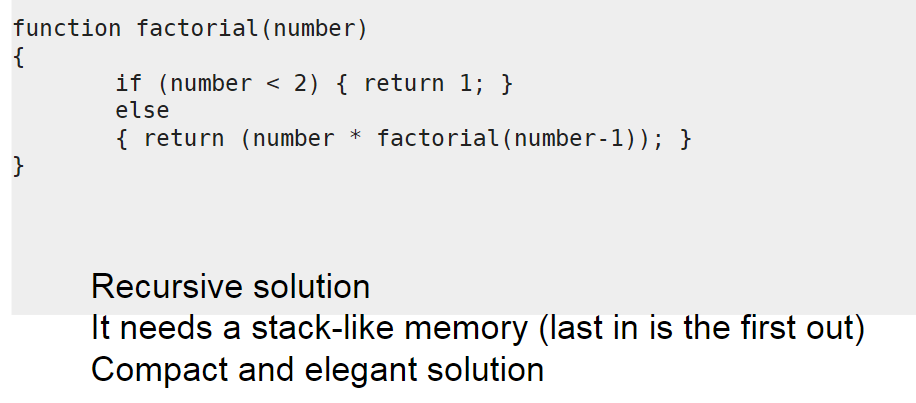 function factorial(number)
{
if (number < 2) { return 1; }
else
{ return (number * factorial(number-1)); }
}
Recursive solution
It needs a stack-like memory (last in is the first out)
Compact and elegant solution